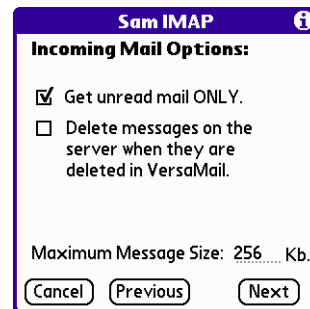 Sam IMAP i
Incoming Mail Options:
Get unread mail ONLY.
Delete messages on the
server when they are
deleted in VersaMail.
Maximum Message Size: 256 Kb.
Cancel Previous Next